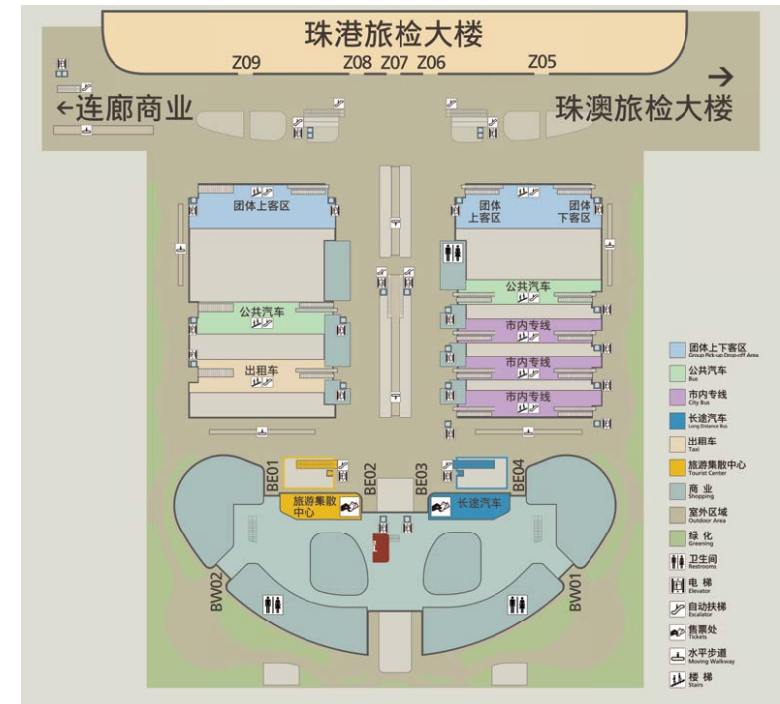 珠港旅检大楼
Z09
Z08
Z07
Z06
Z05
←连廊商业
→
珠澳旅检大楼
团体上客区
团体
上客区
团体
下客区
公共汽车
公共汽车
市内专线
市内专线
出租车
市内专线
BE01
BE02
BE03
BE04
旅游集散
中心
长途汽车
BW02
BW01
团体上下客区
Group Pick-up Drop-off Area
公共汽车
Bus
市内专线
City Bus
长途汽车
Long Distance Bus
出租车
Taxi
旅游集散中心
Tourist Center
商 业
Shopping
室外区域
Outdoor Area
绿 化
Greening
卫生间
Restrooms
电 梯
Elevator
自动扶梯
Escalator
售票处
Tickets
水平步道
Moving Walkway
楼 梯
Stairs